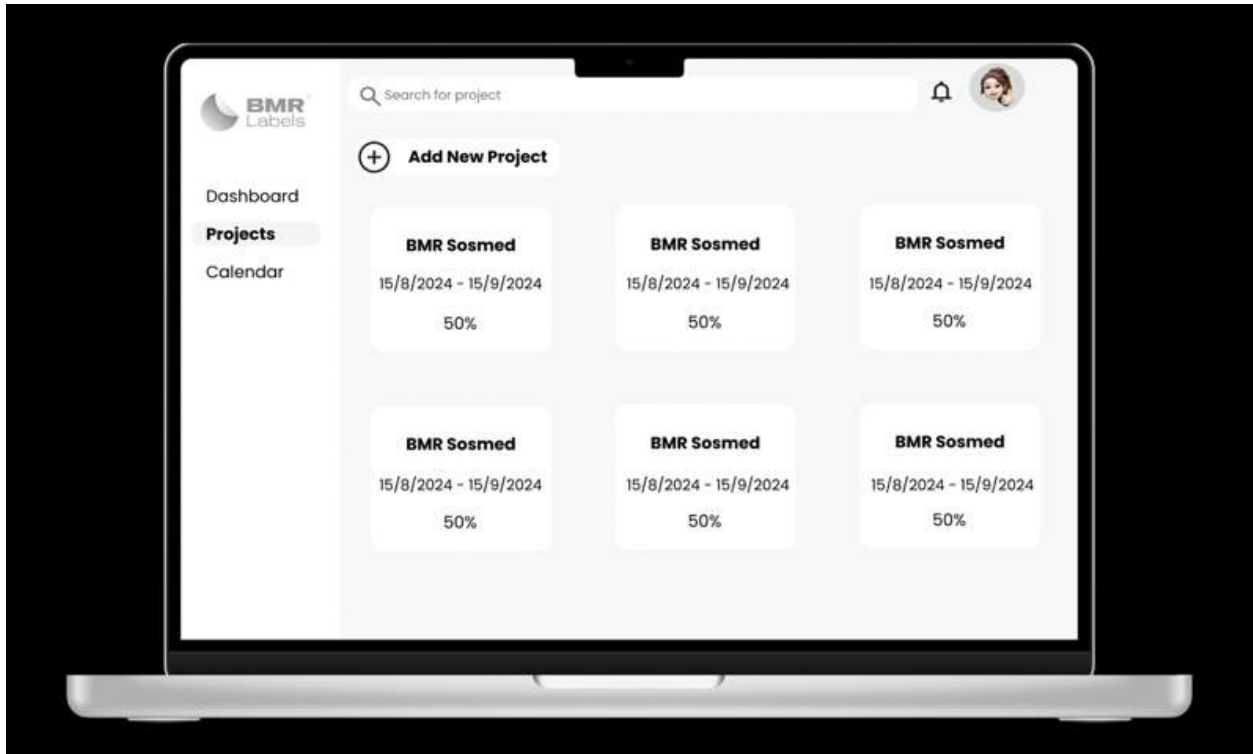 BMR
Labels
Search for project
Add New Project
Dashboard
Projects
Calendar
BMR Sosmed
15/8/2024 - 15/9/2024
50%
BMR Sosmed
15/8/2024 - 15/9/2024
50%
BMR Sosmed
15/8/2024 - 15/9/2024
50%
BMR Sosmed
15/8/2024 - 15/9/2024
50%
BMR Sosmed
15/8/2024 - 15/9/2024
50%
BMR Sosmed
15/8/2024 - 15/9/2024
50%